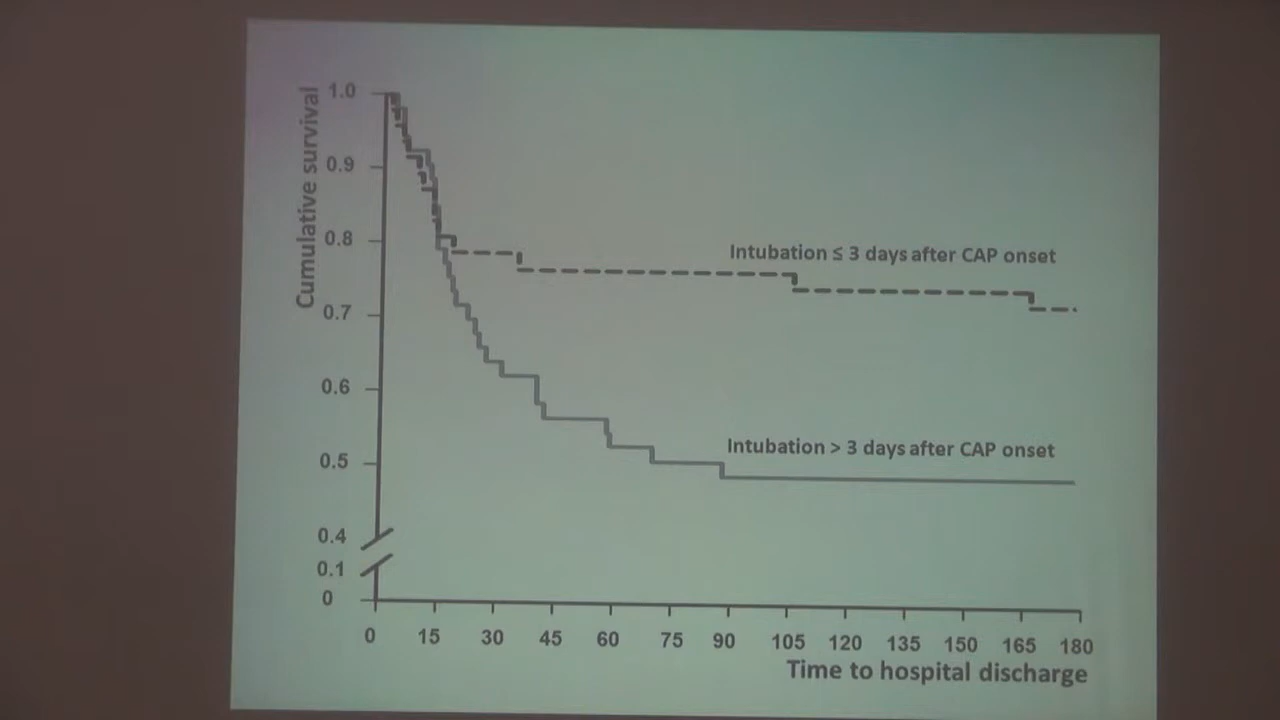 Cumulative survival
1.0
0.9
0.8
0.7
0.6
0.5
0.4
0.1
0
Intubation ≤ 3 days after CAP onset
Intubation > 3 days after CAP onset
0 15 30 45 60 75 90 105 120 135 150 165 180
Time to hospital discharge